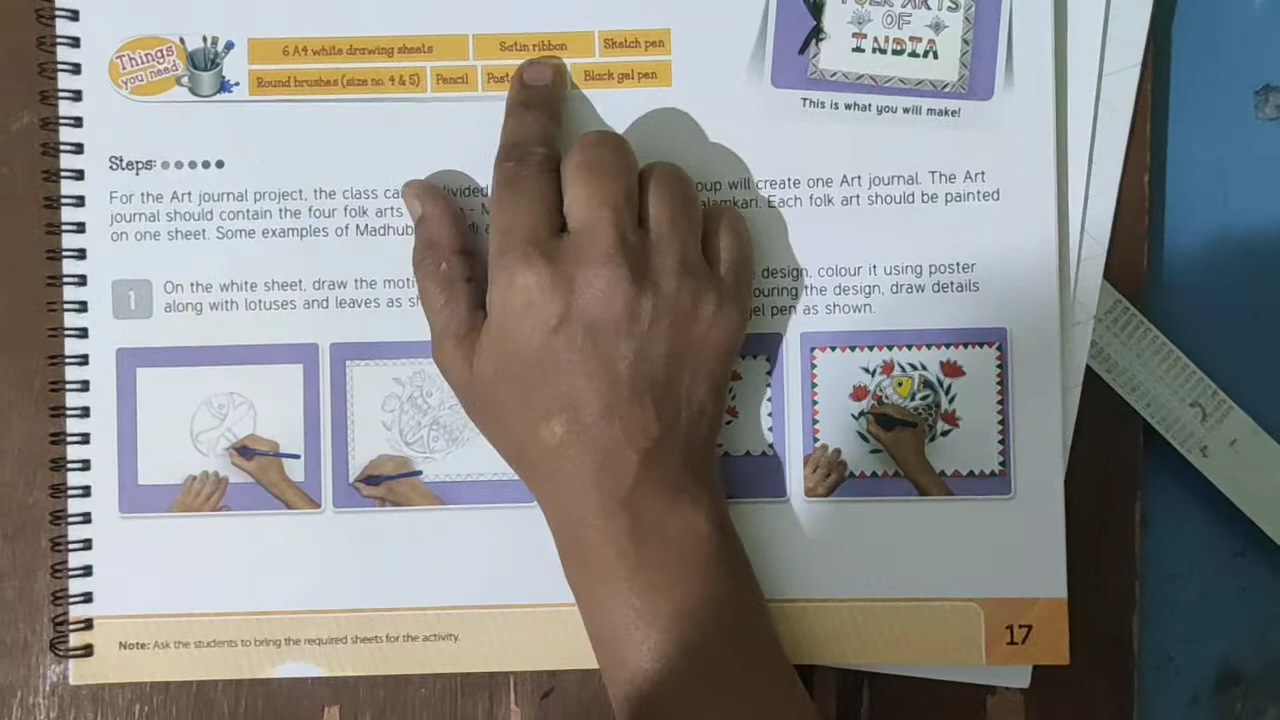 FOLK ARTS
OF
INDIA
This is what you will make!
Things
you need
6 A4 white drawing sheets
Satin ribbon
Sketch pen
Round brushes (size no. 4 & 5)
Pencil
Black gel pen
Steps:
For the Art journal project, the class oup will create one Art journal. The Art
journal should contain the four folk arts alamkari. Each folk art should be painted
on one sheet. Some examples of Madhub
1
On the white sheet, draw the moti design, colour it using poster
along with lotuses and leaves as ouring the design, draw details
el pen as shown.
Note: Ask the students to bring the required sheets for the activity.
17